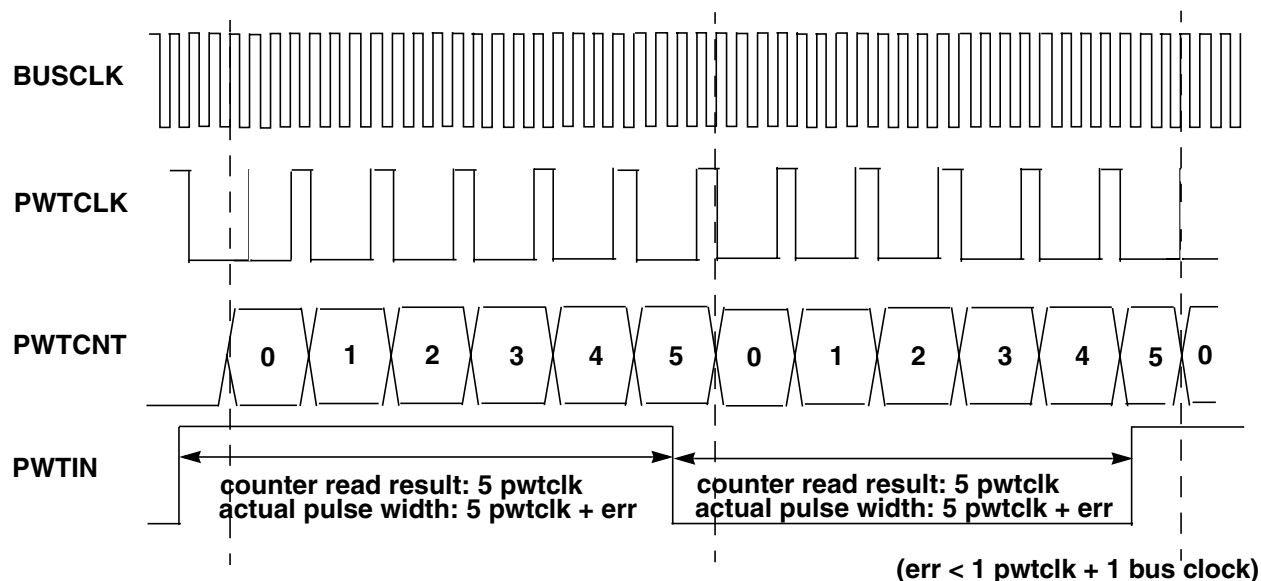 BUSCLK
PWTCLK
PWTCNT
0 1 2 3 4 5 0 1 2 3 4 5 0
PWTIN
counter read result: 5 pwtclk
actual pulse width: 5 pwtclk + err
counter read result: 5 pwtclk
actual pulse width: 5 pwtclk + err
(err < 1 pwtclk + 1 bus clock)